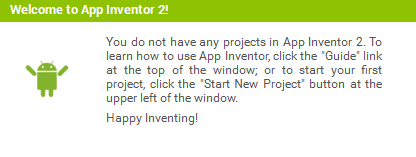 Welcome to App Inventor 2!
You do not have any projects in App Inventor 2. To
learn how to use App Inventor, click the "Guide" link
at the top of the window; or to start your first
project, click the "Start New Project" button at the
upper left of the window.
Happy Inventing!